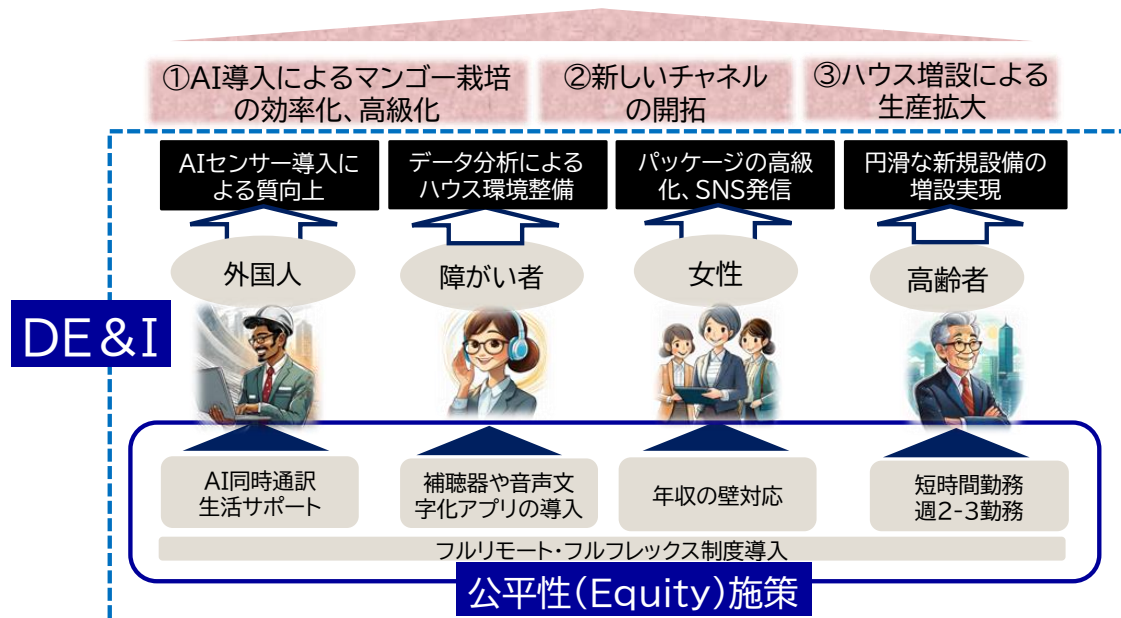 ①AI導入によるマンゴー栽培
の効率化、高級化
②新しいチャネル
の開拓
③ハウス増設による
生産拡大
AIセンサー導入に
よる質向上
データ分析による
ハウス環境整備
パッケージの高級
化、SNS発信
円滑な新規設備の
増設実現
外国人
障がい者
女性
高齢者
DE&I
AI同時通訳
生活サポート
補聴器や音声文
字化アプリの導入
年収の壁対応
短時間勤務
週2-3勤務
フルリモート・フルフレックス制度導入
公平性(Equity)施策